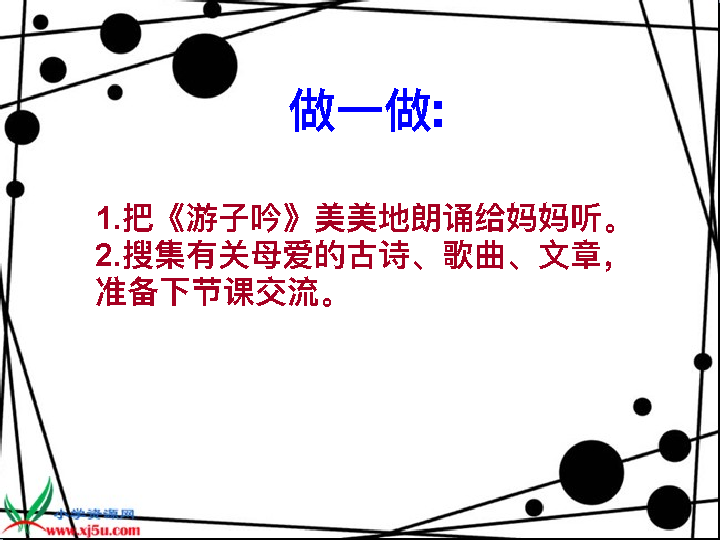 做一做:
1.把《游子吟》美美地朗诵给妈妈听。
2.搜集有关母爱的古诗、歌曲、文章，
准备下节课交流。
小学资源网
www.xj5u.com